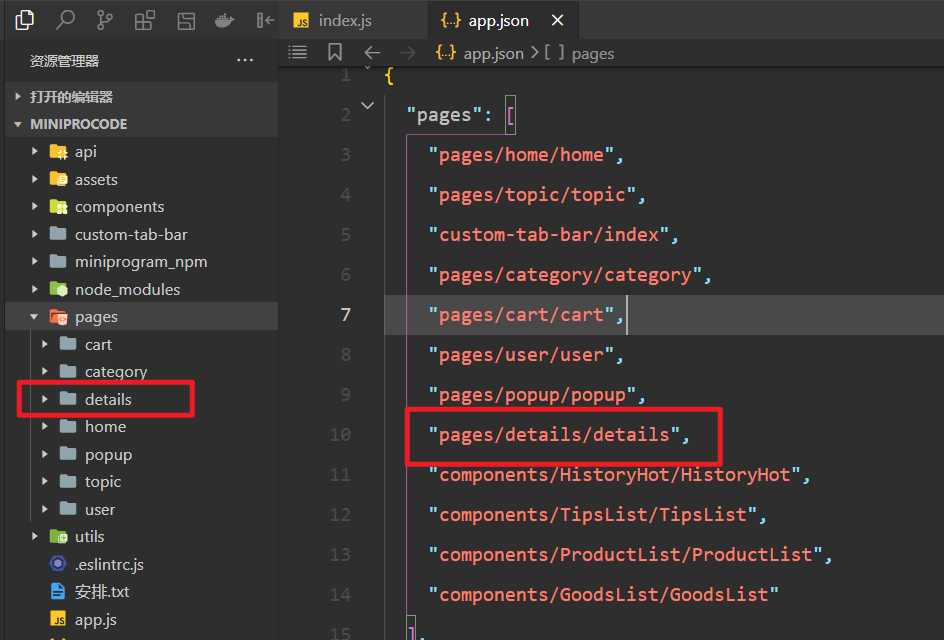 JS index.js
{..} app.json
资源管理器
{..} app.json > [ ] pages
打开的编辑器
MINIPROCODE
api
assets
components
custom-tab-bar
miniprogram_npm
node_modules
pages
cart
category
details
home
popup
topic
user
utils
.eslintrc.js
安排.txt
JS app.js
1 {
2 "pages": [
3 "pages/home/home",
4 "pages/topic/topic",
5 "custom-tab-bar/index",
6 "pages/category/category",
7 "pages/cart/cart",
8 "pages/user/user",
9 "pages/popup/popup",
10 "pages/details/details",
11 "components/HistoryHot/HistoryHot",
12 "components/TipsList/TipsList",
13 "components/ProductList/ProductList",
14 "components/GoodsList/GoodsList"
15 ],